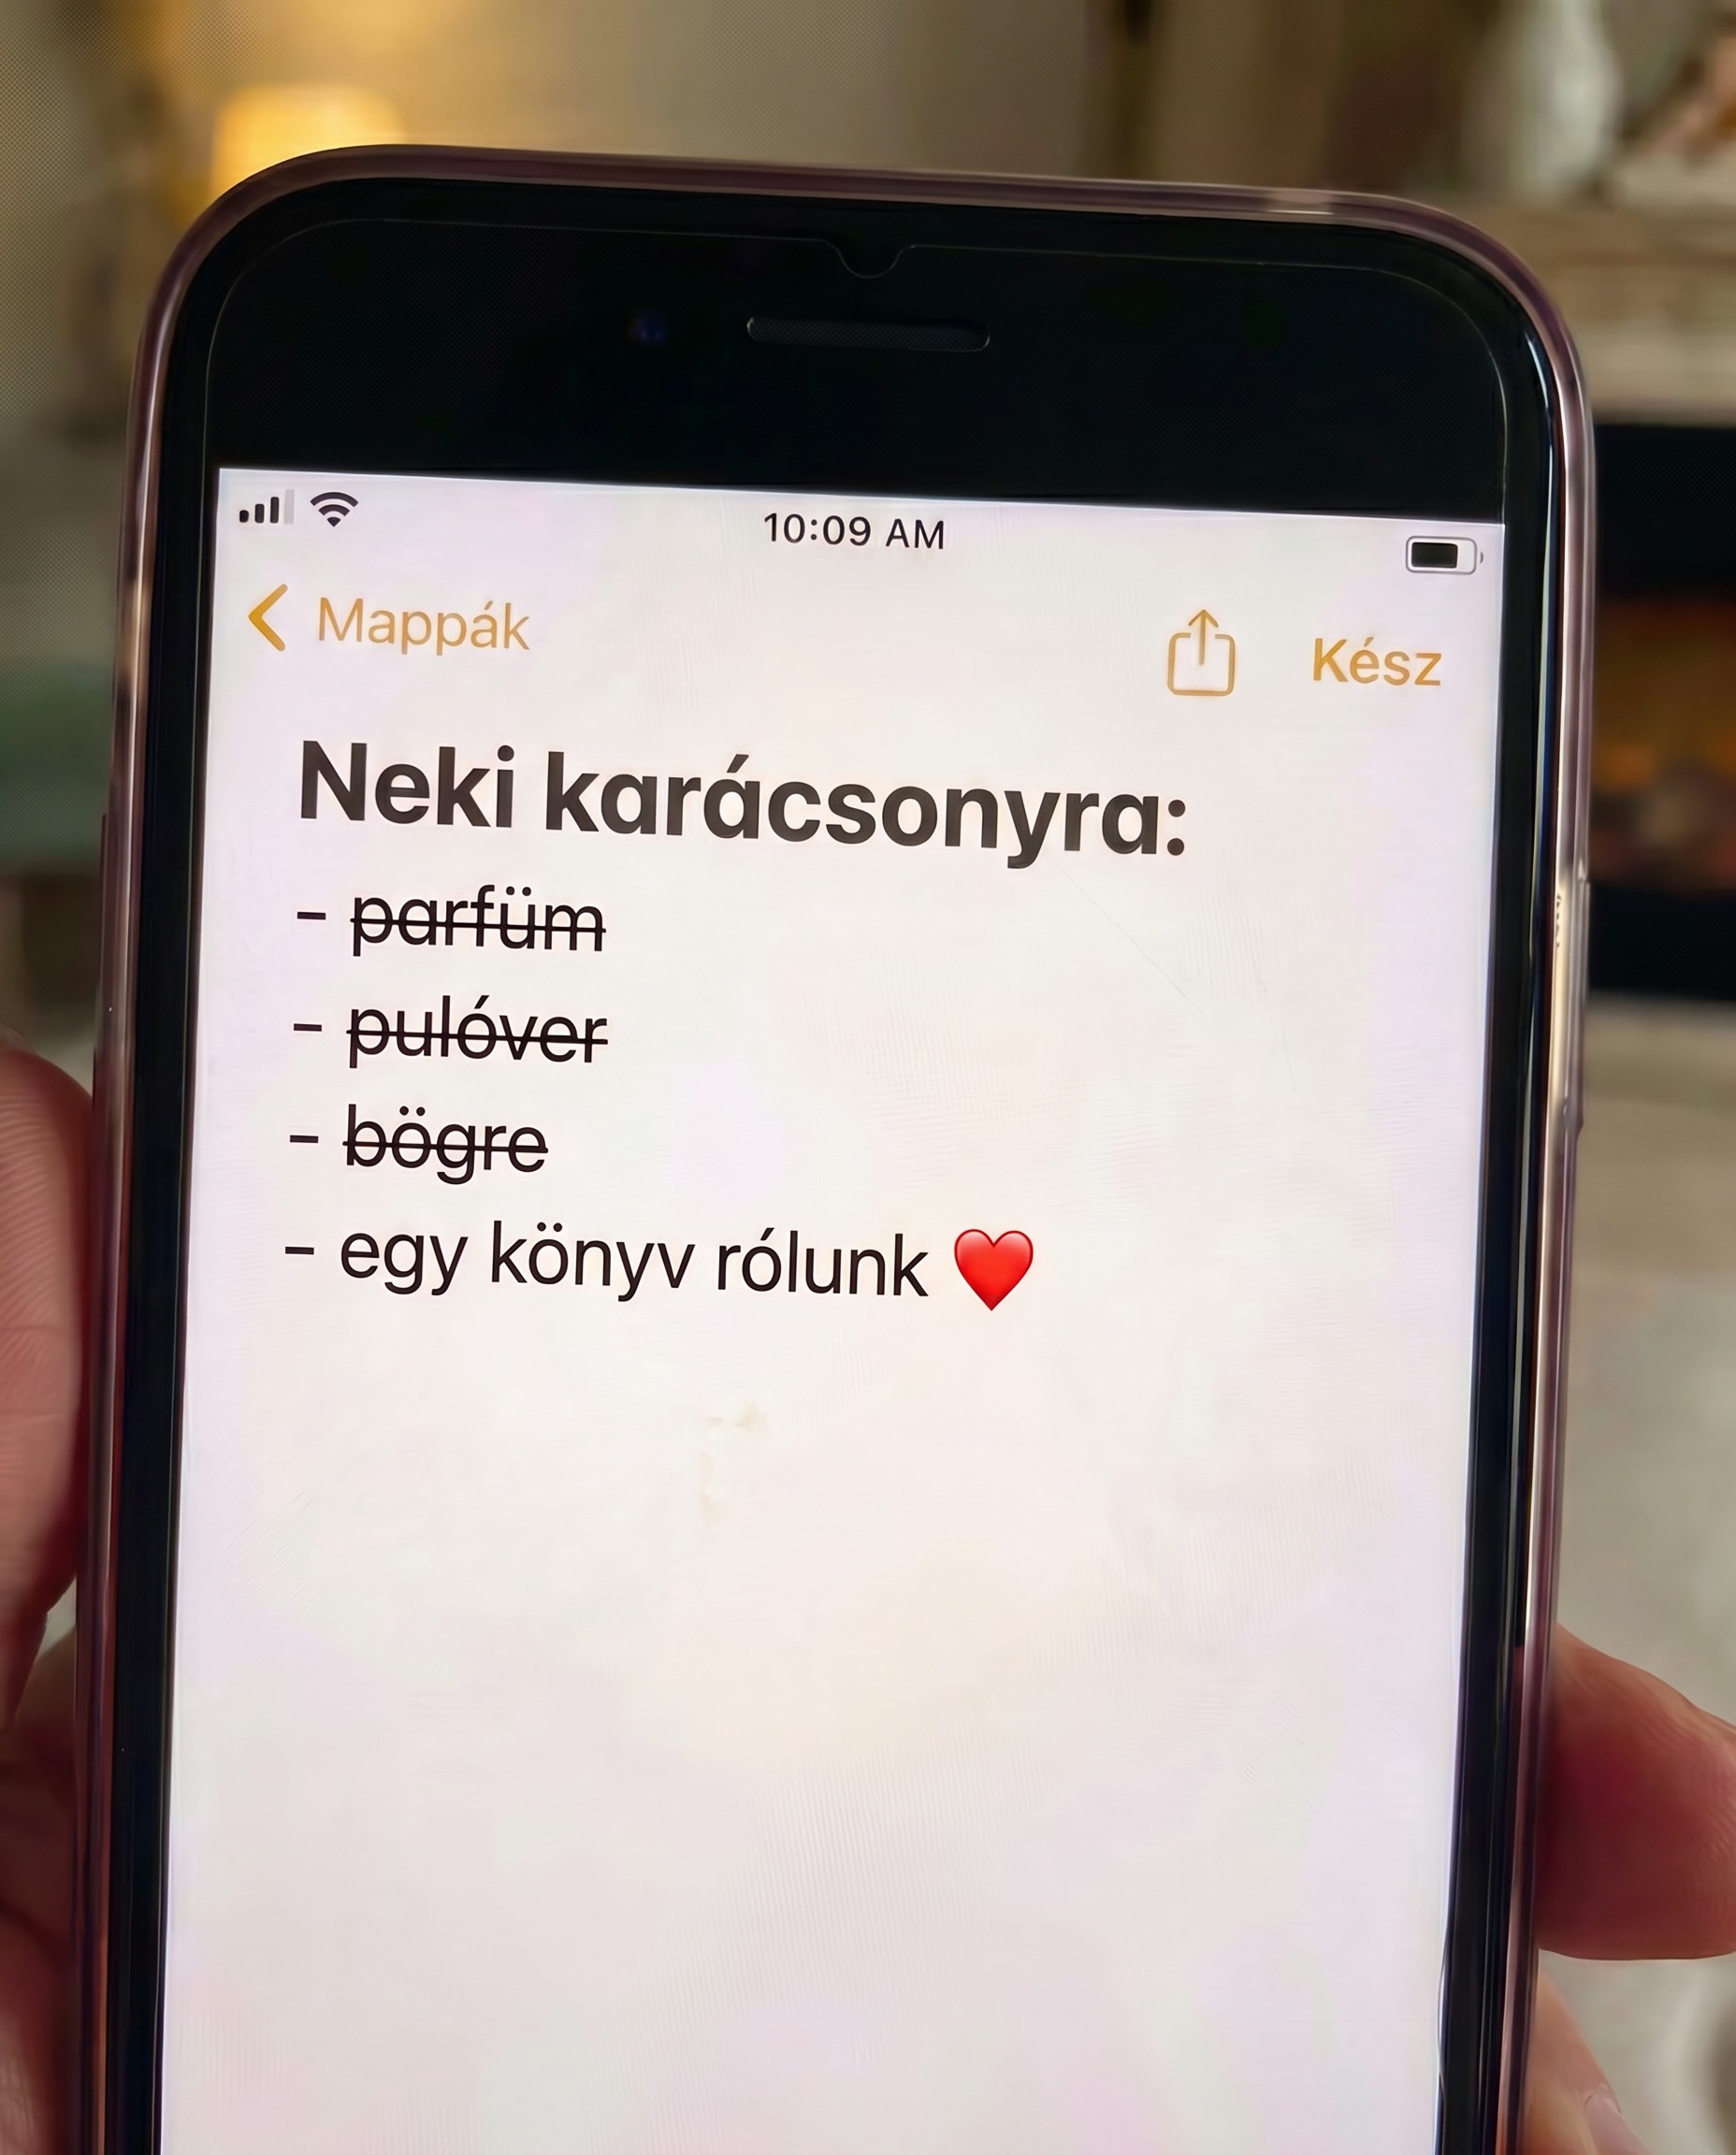 10:09 AM
Mappák
Kész
Neki karácsonyra:
- ~~parfüm~~
- ~~pulóver~~
- ~~bögre~~
- egy könyv rólunk ❤️